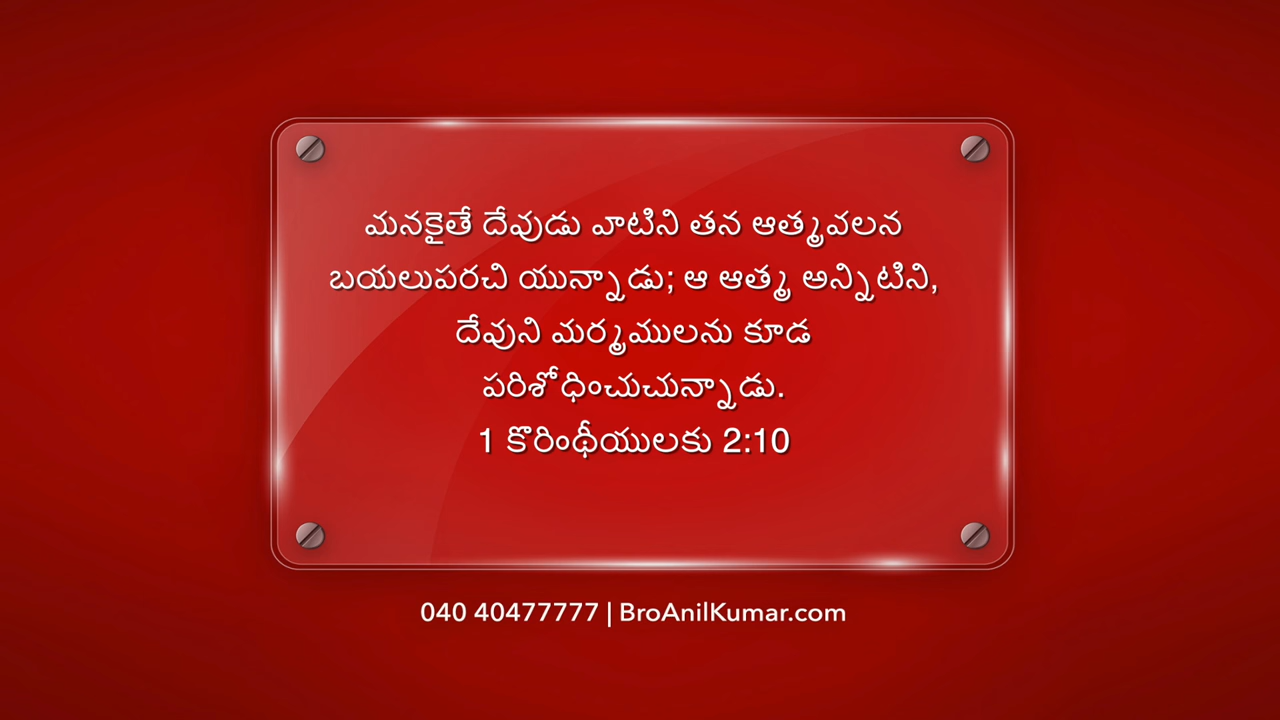 మనకైతే దేవుడు వాటిని తన ఆత్మవలన
బయలుపరచి యున్నాడు; ఆ ఆత్మ అన్నిటిని,
దేవుని మర్మములను కూడ
పరిశోధించుచున్నాడు.
1 కొరింథీయులకు 2:10
040 40477777 | BroAnilKumar.com